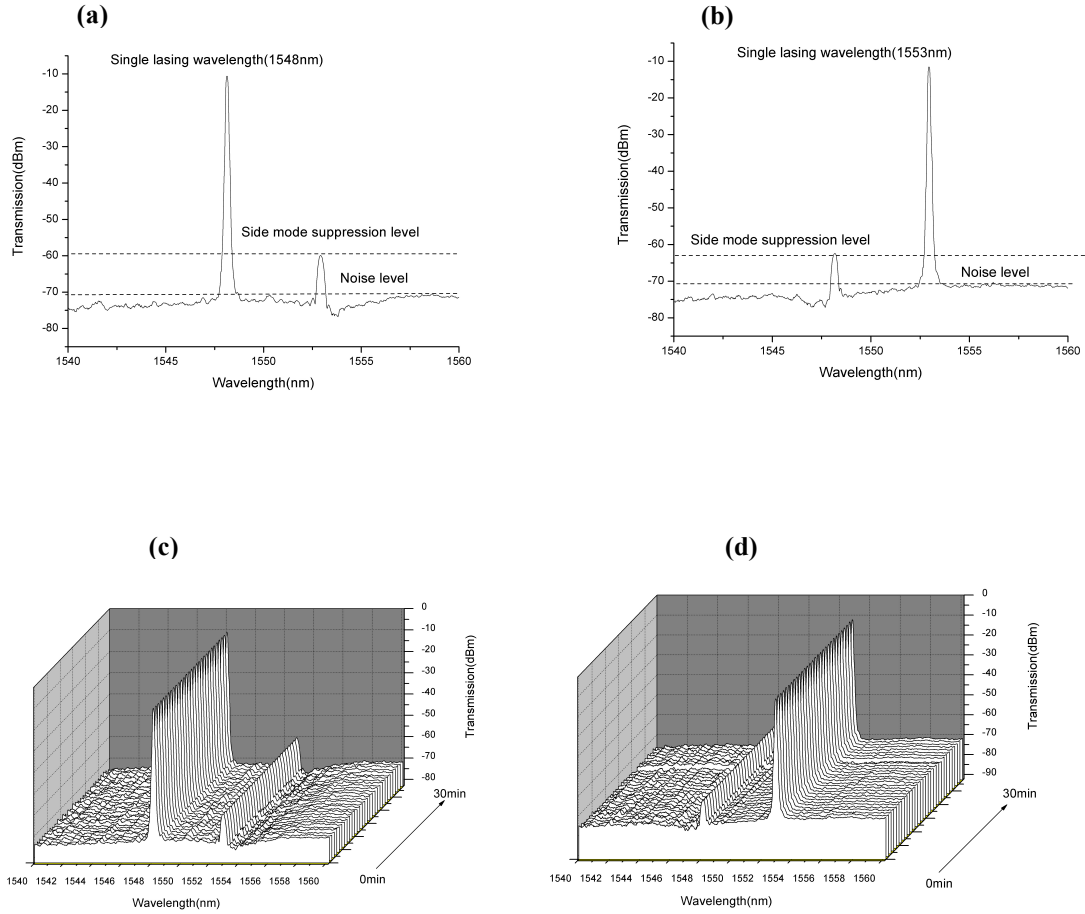 (a)
Single lasing wavelength(1548nm)
Transmission(dBm)
-10
-20
-30
-40
-50
-60
-70
-80
Side mode suppression level
Noise level
1540
1545
1550
1555
1560
Wavelength(nm)
(b)
Single lasing wavelength(1553nm)
Transmission(dBm)
-10
-20
-30
-40
-50
-60
-70
-80
Side mode suppression level
Noise level
1540
1545
1550
1555
1560
Wavelength(nm)
(c)
0
-10
-20
-30
-40
-50
-60
-70
-80
Transmission(dBm)
30min
0min
1540 1542 1544 1546 1548 1550 1552 1554 1556 1558 1560
Wavelength(nm)
(d)
0
-10
-20
-30
-40
-50
-60
-70
-80
-90
Transmission(dBm)
30min
0min
1540 1542 1544 1546 1548 1550 1552 1554 1556 1558 1560
Wavelength(nm)